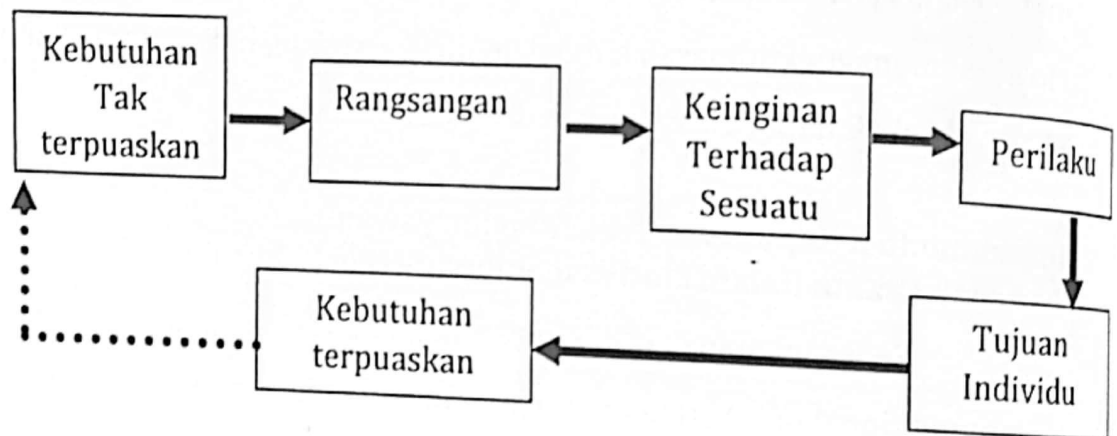 Kebutuhan
Tak
terpuaskan
Rangsangan
Keinginan
Terhadap
Sesuatu
Perilaku
Tujuan
Individu
Kebutuhan
terpuaskan